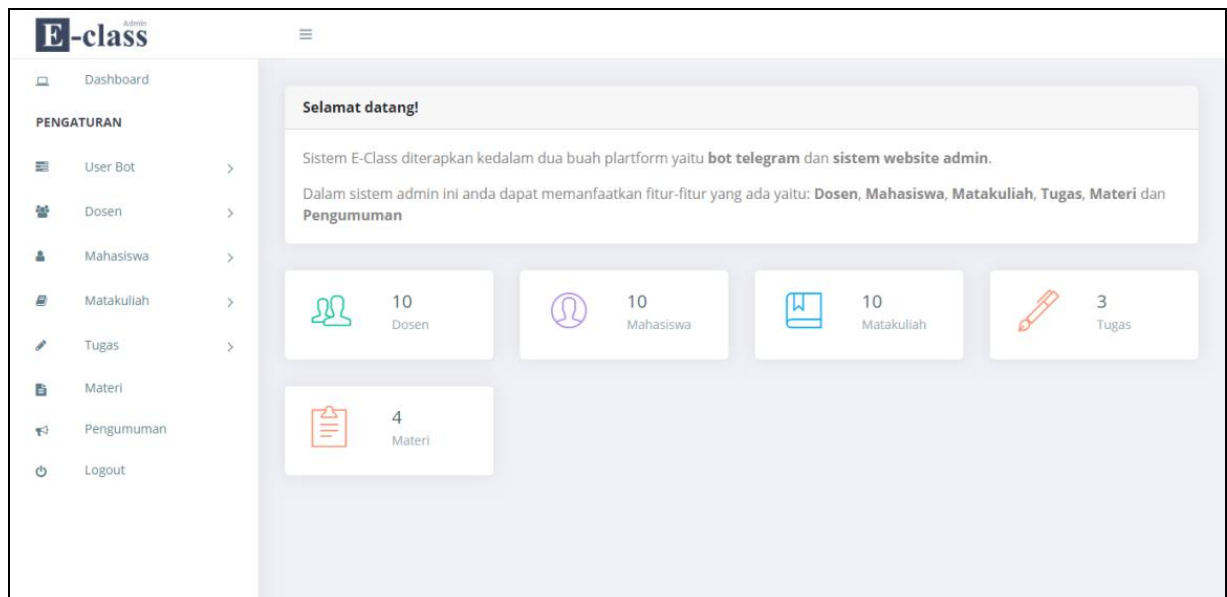 Admin
E-class
Dashboard
PENGATURAN
User Bot
Dosen
Mahasiswa
Matakuliah
Tugas
Materi
Pengumuman
Logout
Selamat datang!
Sistem E-Class diterapkan kedalam dua buah plartform yaitu bot telegram dan sistem website admin.
Dalam sistem admin ini anda dapat memanfaatkan fitur-fitur yang ada yaitu: Dosen, Mahasiswa, Matakuliah, Tugas, Materi dan
Pengumuman
10
Dosen
10
Mahasiswa
10
Matakuliah
3
Tugas
4
Materi